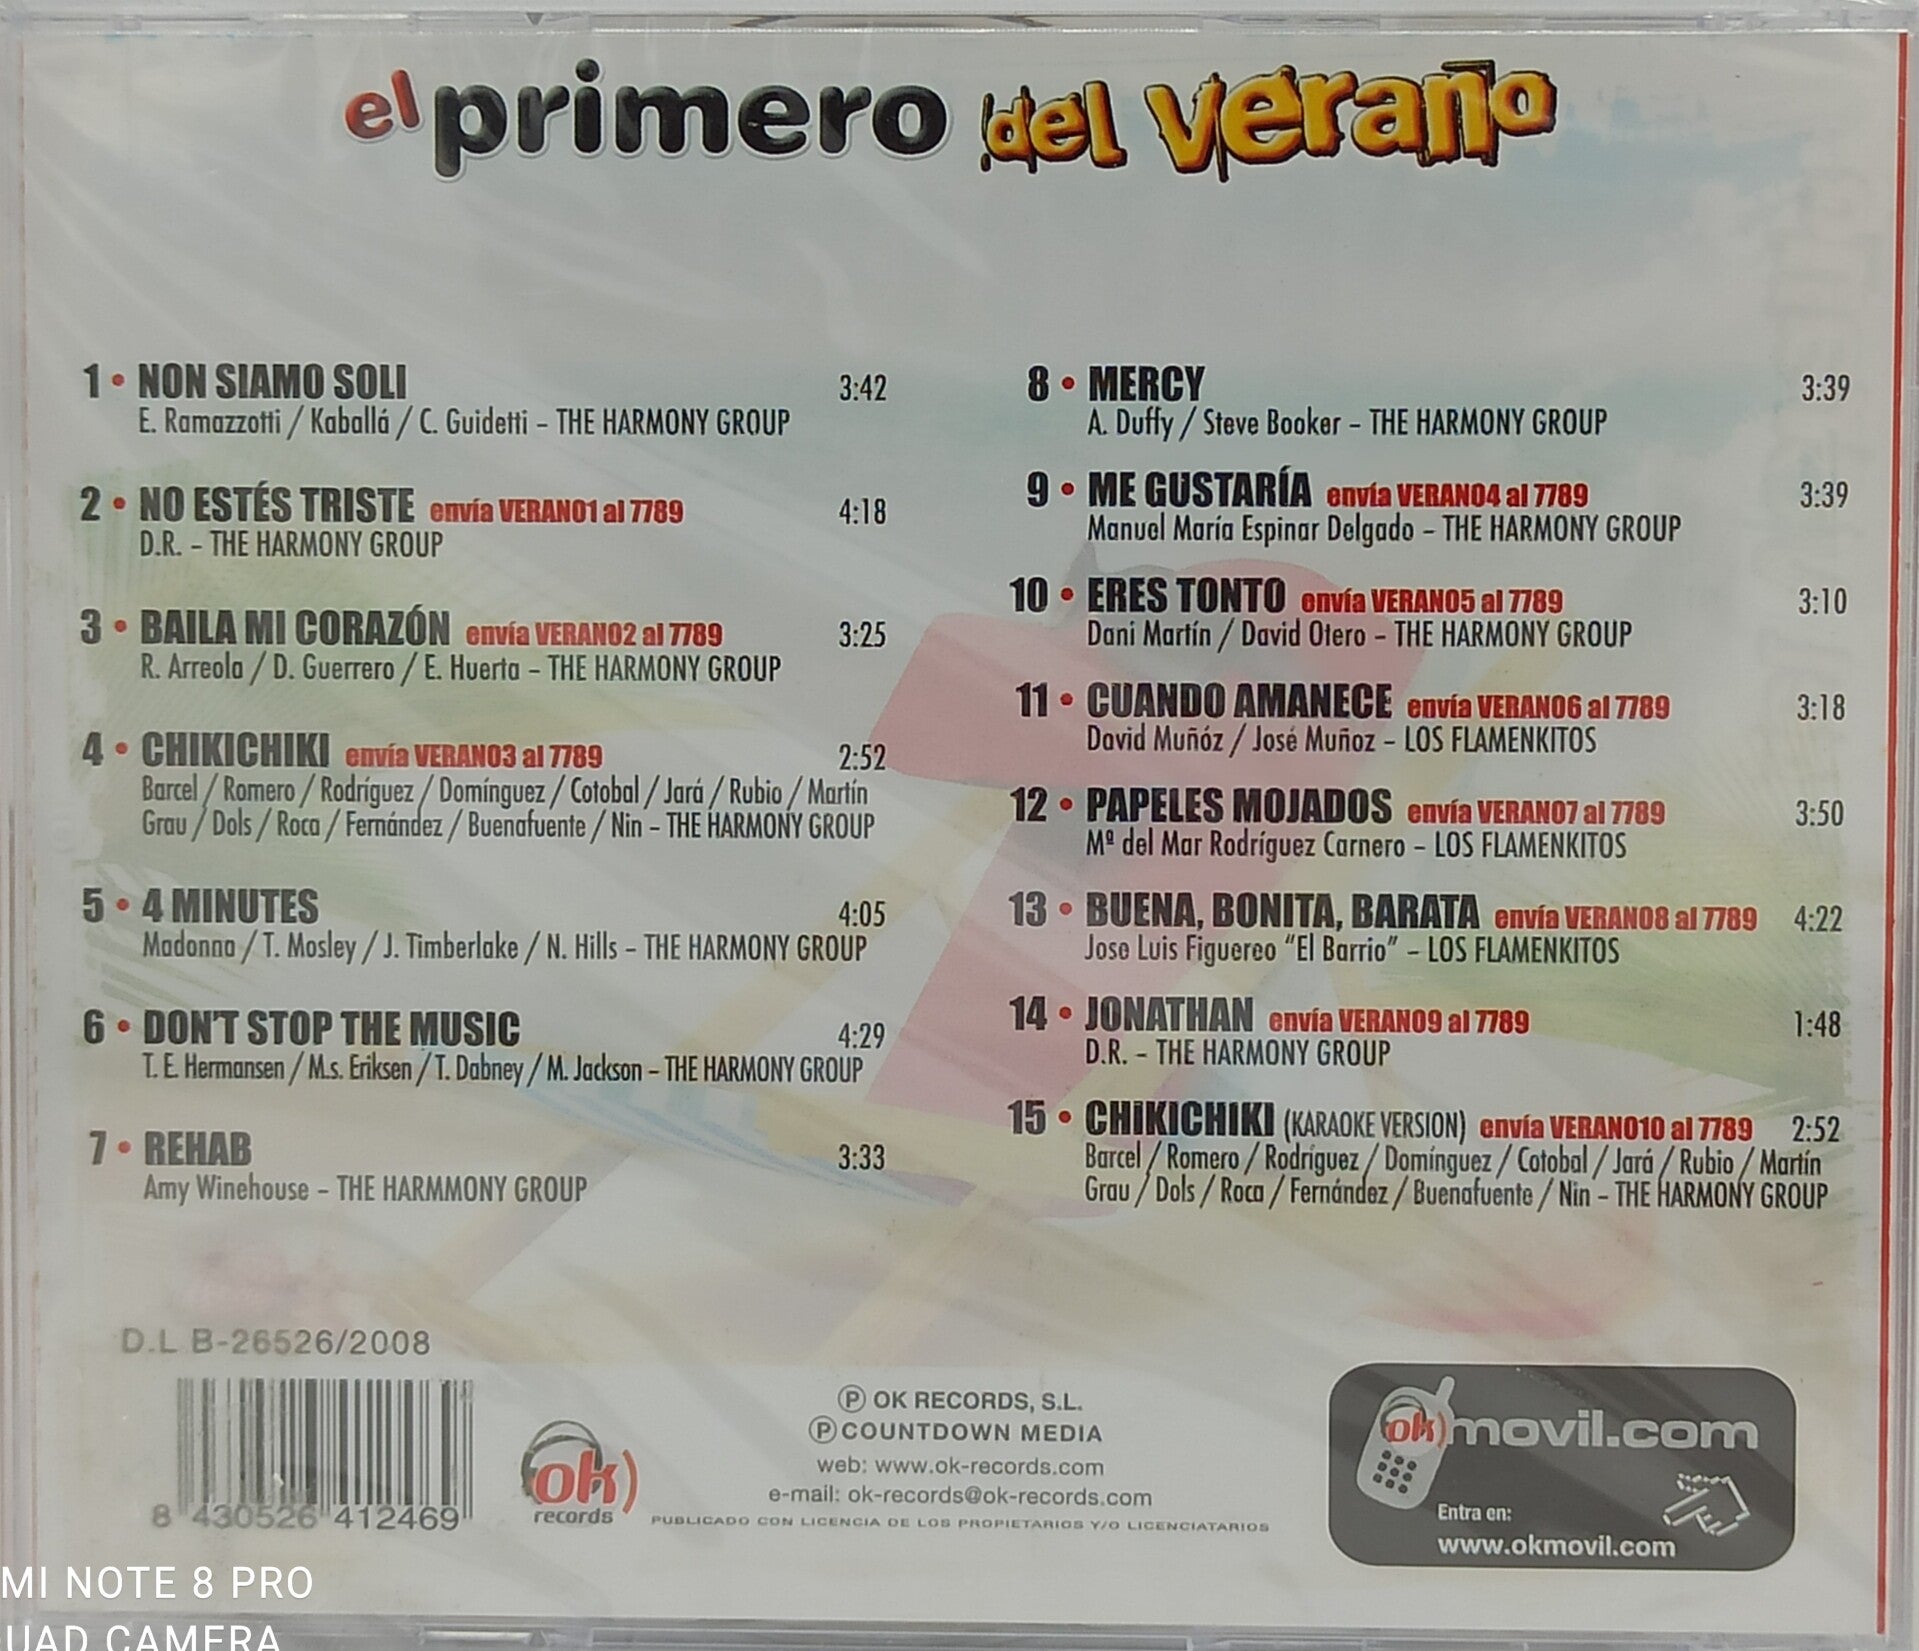 el primero del verano
1 • NON SIAMO SOLI 3:42
E. Ramazzotti / Kaballá / C. Guidetti – THE HARMONY GROUP
2 • NO ESTÉS TRISTE envía VERANO1 al 7789 4:18
D.R. – THE HARMONY GROUP
3 • BAILA MI CORAZÓN envía VERANO2 al 7789 3:25
R. Arreola / D. Guerrero / E. Huerta – THE HARMONY GROUP
4 • CHIKICHIKI envía VERANO3 al 7789 2:52
Barcel / Romero / Rodríguez / Domínguez / Cotobal / Jará / Rubio / Martín
Grau / Dols / Roca / Fernández / Buenafuente / Nin – THE HARMONY GROUP
5 • 4 MINUTES 4:05
Madonna / T. Mosley / J. Timberlake / N. Hills – THE HARMONY GROUP
6 • DON'T STOP THE MUSIC 4:29
T. E. Hermansen / M.s. Eriksen / T. Dabney / M. Jackson – THE HARMONY GROUP
7 • REHAB 3:33
Amy Winehouse – THE HARMMONY GROUP
8 • MERCY 3:39
A. Duffy / Steve Booker – THE HARMONY GROUP
9 • ME GUSTARÍA envía VERANO4 al 7789 3:39
Manuel María Espinar Delgado – THE HARMONY GROUP
10 • ERES TONTO envía VERANO5 al 7789 3:10
Dani Martín / David Otero – THE HARMONY GROUP
11 • CUANDO AMANECE envía VERANO6 al 7789 3:18
David Muñóz / José Muñoz – LOS FLAMENKITOS
12 • PAPELES MOJADOS envía VERANO7 al 7789 3:50
Mª del Mar Rodríguez Carnero – LOS FLAMENKITOS
13 • BUENA, BONITA, BARATA envía VERANO8 al 7789 4:22
Jose Luis Figuereo "El Barrio" – LOS FLAMENKITOS
14 • JONATHAN envía VERANO9 al 7789 1:48
D.R. – THE HARMONY GROUP
15 • CHIKICHIKI (KARAOKE VERSION) envía VERANO10 al 7789 2:52
Barcel / Romero / Rodríguez / Domínguez / Cotobal / Jará / Rubio / Martín
Grau / Dols / Roca / Fernández / Buenafuente / Nin – THE HARMONY GROUP
D.L B-26526/2008
8 430526 412469
ok)
records
Ⓟ OK RECORDS, S.L.
Ⓟ COUNTDOWN MEDIA
web: www.ok-records.com
e-mail: ok-records@ok-records.com
PUBLICADO CON LICENCIA DE LOS PROPIETARIOS Y/O LICENCIATARIOS
ok)movil.com
Entra en:
www.okmovil.com
MI NOTE 8 PRO
QUAD CAMERA